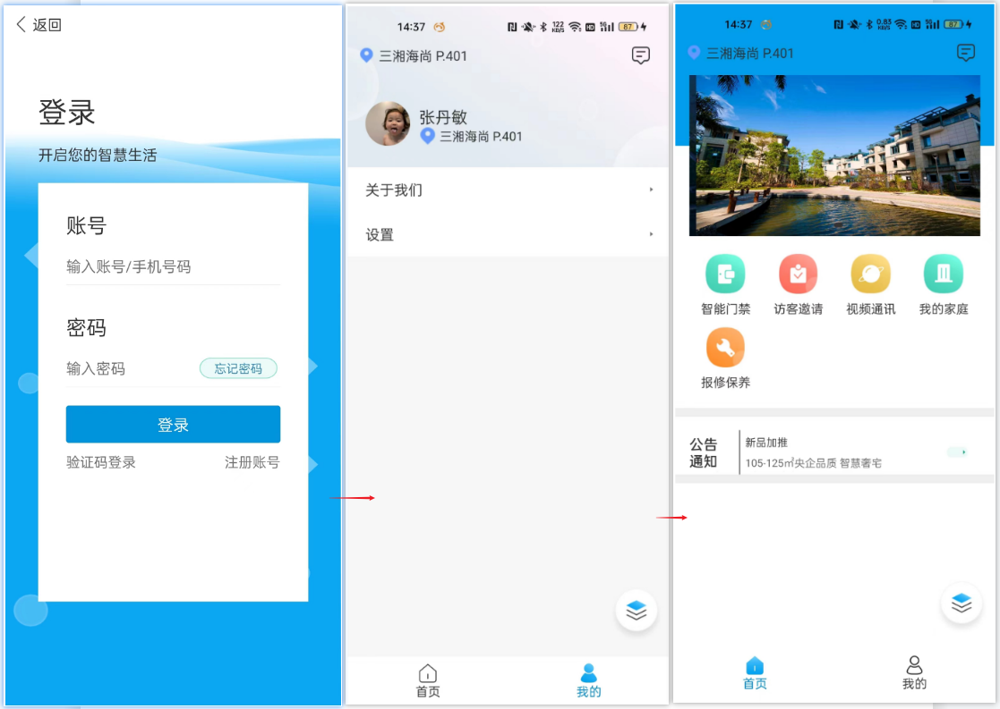 返回
登录
开启您的智慧生活
账号
输入账号/手机号码
密码
输入密码
忘记密码
登录
验证码登录
注册账号
14:37
122
KB/S
HD
5G
87
三湘海尚 P.401
张丹敏
三湘海尚 P.401
关于我们
设置
首页
我的
14:37
0.83
KB/S
HD
5G
87
三湘海尚 P.401
智能门禁
访客邀请
视频通讯
我的家庭
报修保养
公告
通知
新品加推
105-125㎡央企品质 智慧奢宅
首页
我的